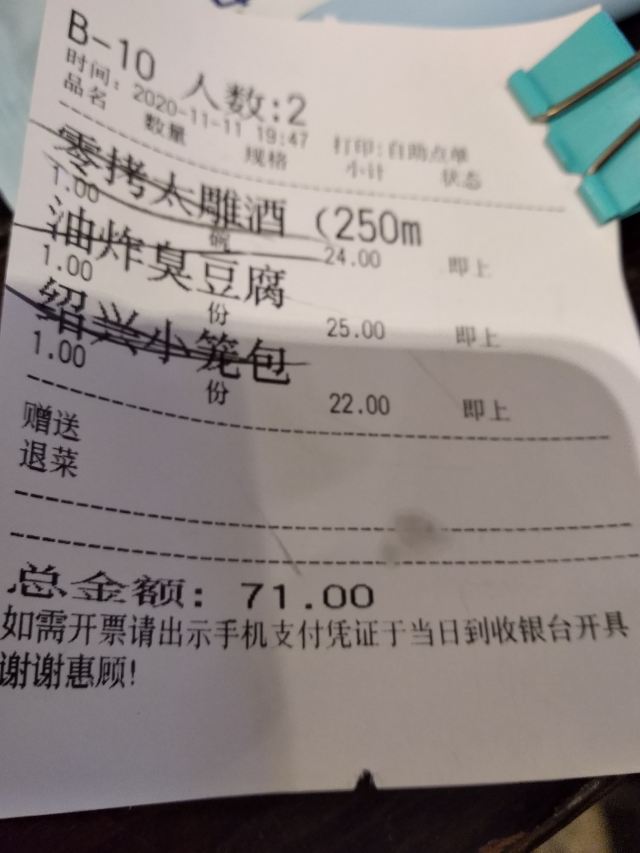 B-10 人数:2
时间: 2020-11-11 19:47 打印:自助点单
品名 数量 规格 小计 状态
零拷太雕酒 (250m
1.00 碗 24.00 即上
油炸臭豆腐
1.00 份 25.00 即上
绍兴小笼包
1.00 份 22.00 即上
赠送
退菜
总金额: 71.00
如需开票请出示手机支付凭证于当日到收银台开具
谢谢惠顾!